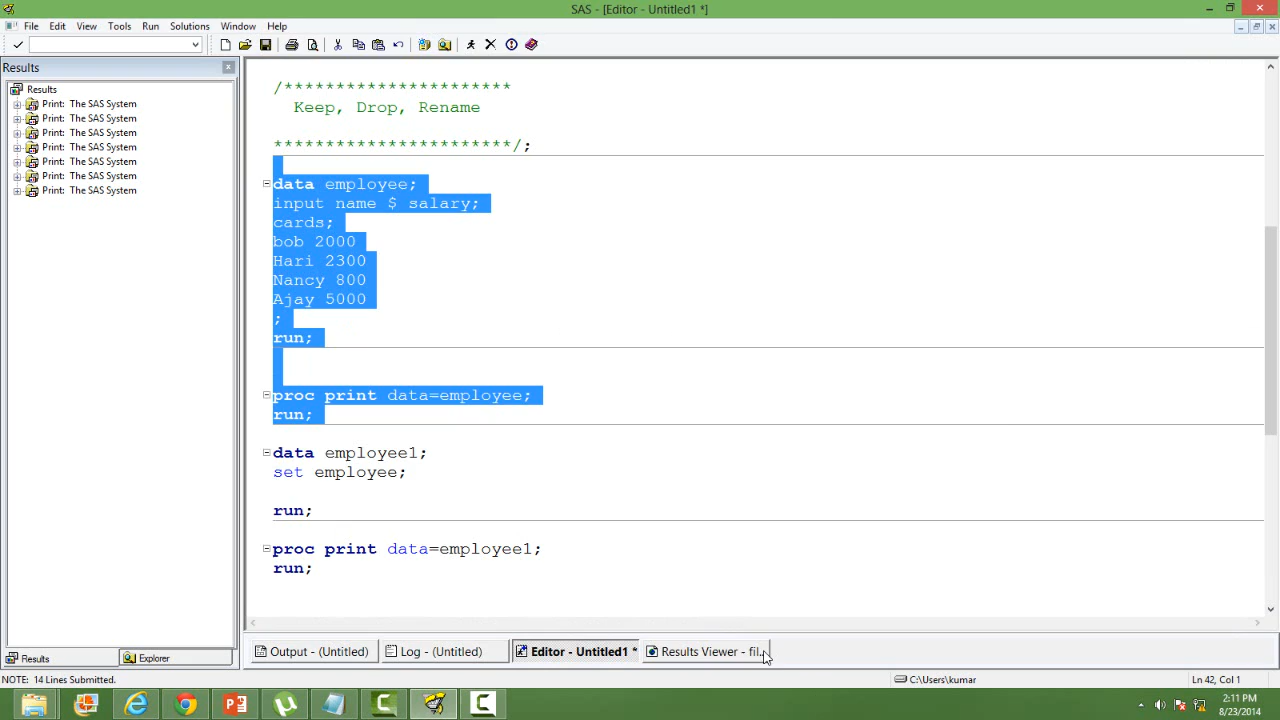 SAS - [Editor - Untitled1 *]
File Edit View Tools Run Solutions Window Help
Results
Results
Print: The SAS System
Print: The SAS System
Print: The SAS System
Print: The SAS System
Print: The SAS System
Print: The SAS System
Print: The SAS System
/**********************
Keep, Drop, Rename
***********************/;
data employee;
input name $ salary;
cards;
bob 2000
Hari 2300
Nancy 800
Ajay 5000
;
run;
proc print data=employee;
run;
data employee1;
set employee;
run;
proc print data=employee1;
run;
Results Explorer
Output - (Untitled) Log - (Untitled) Editor - Untitled1 * Results Viewer - fil...
NOTE: 14 Lines Submitted. C:\Users\kumar Ln 42, Col 1
2:11 PM
8/23/2014